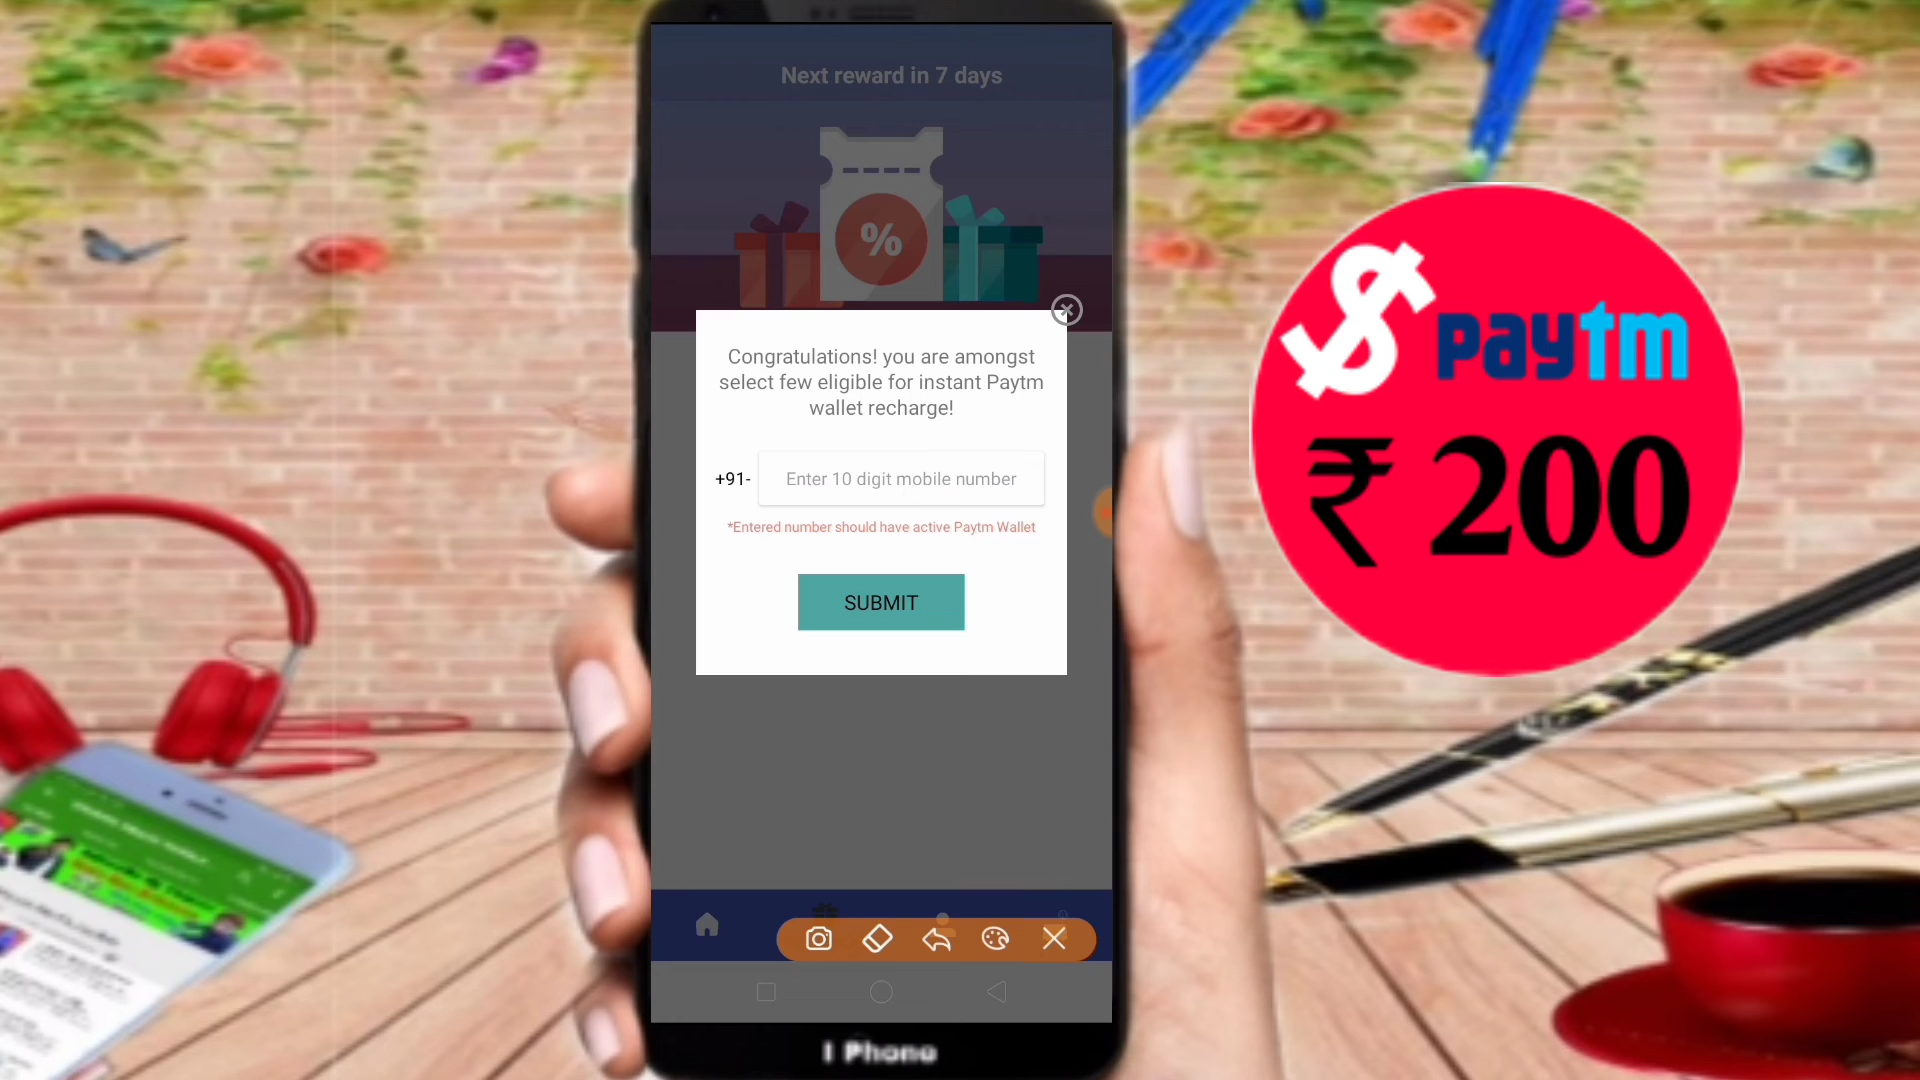 Next reward in 7 days
%
Congratulations! you are amongst
select few eligible for instant Paytm
wallet recharge!
+91-
Enter 10 digit mobile number
*Entered number should have active Paytm Wallet
SUBMIT
I Phone
$ paytm
₹ 200